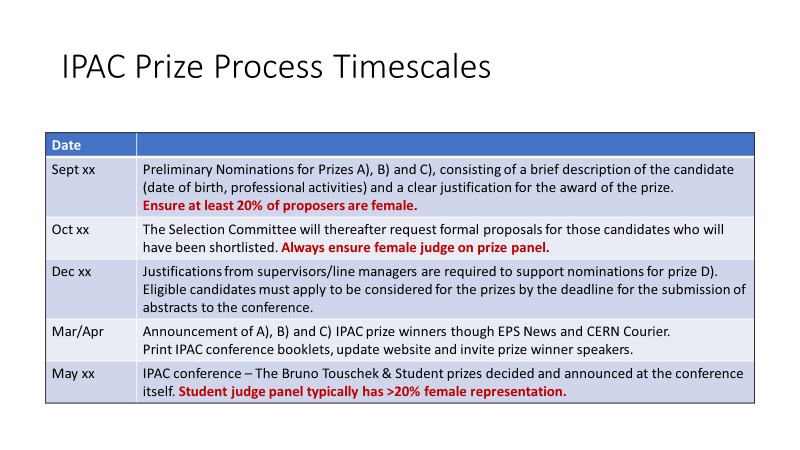 IPAC Prize Process Timescales
Date
Sept xx
Preliminary Nominations for Prizes A), B) and C), consisting of a brief description of the candidate
(date of birth, professional activities) and a clear justification for the award of the prize.
Ensure at least 20% of proposers are female.
Oct xx
The Selection Committee will thereafter request formal proposals for those candidates who will
have been shortlisted. Always ensure female judge on prize panel.
Dec xx
Justifications from supervisors/line managers are required to support nominations for prize D).
Eligible candidates must apply to be considered for the prizes by the deadline for the submission of
abstracts to the conference.
Mar/Apr
Announcement of A), B) and C) IPAC prize winners though EPS News and CERN Courier.
Print IPAC conference booklets, update website and invite prize winner speakers.
May xx
IPAC conference – The Bruno Touschek & Student prizes decided and announced at the conference
itself. Student judge panel typically has >20% female representation.